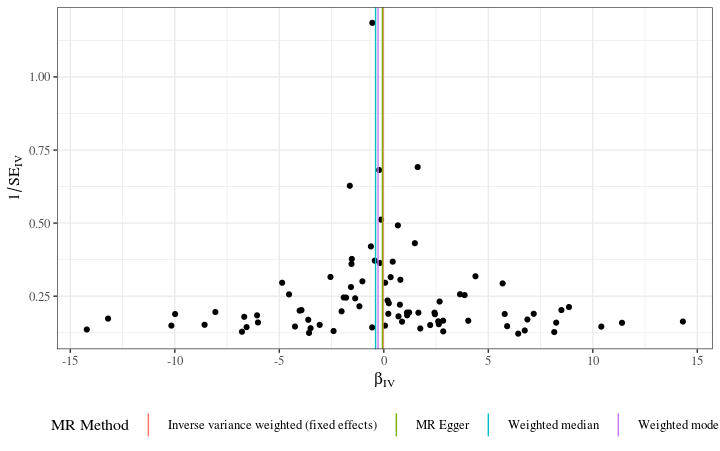 1.00
0.75
0.50
0.25
1/SE_IV
-15
-10
-5
0
5
10
15
β_IV
MR Method
Inverse variance weighted (fixed effects)
MR Egger
Weighted median
Weighted mode